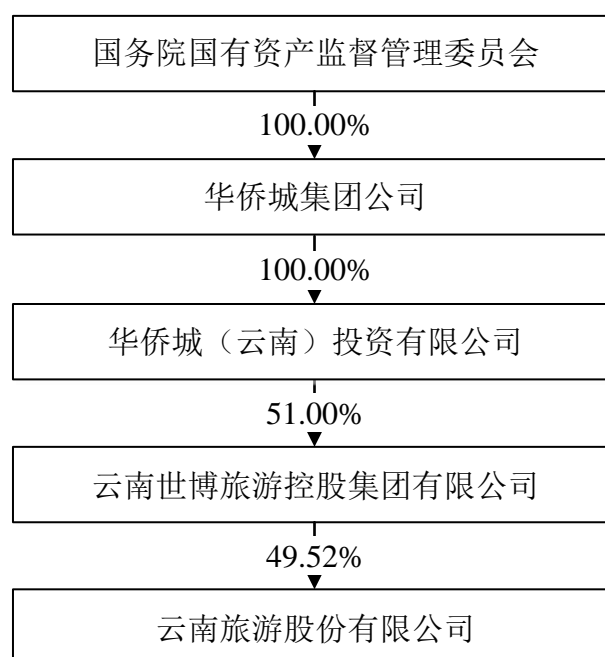 国务院国有资产监督管理委员会
100.00%
华侨城集团公司
100.00%
华侨城（云南）投资有限公司
51.00%
云南世博旅游控股集团有限公司
49.52%
云南旅游股份有限公司